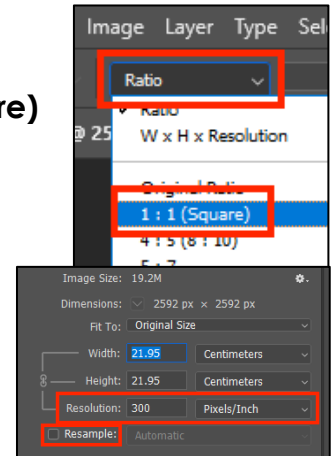 Image Layer Type Sel
Ratio
re)
@ 25
Ratio
W x H x Resolution
Original Ratio
1 : 1 (Square)
4 : 5 (8 : 10)
Image Size: 19.2M
Dimensions: 2592 px × 2592 px
Fit To: Original Size
Width: 21.95 Centimeters
Height: 21.95 Centimeters
Resolution: 300 Pixels/Inch
Resample: Automatic